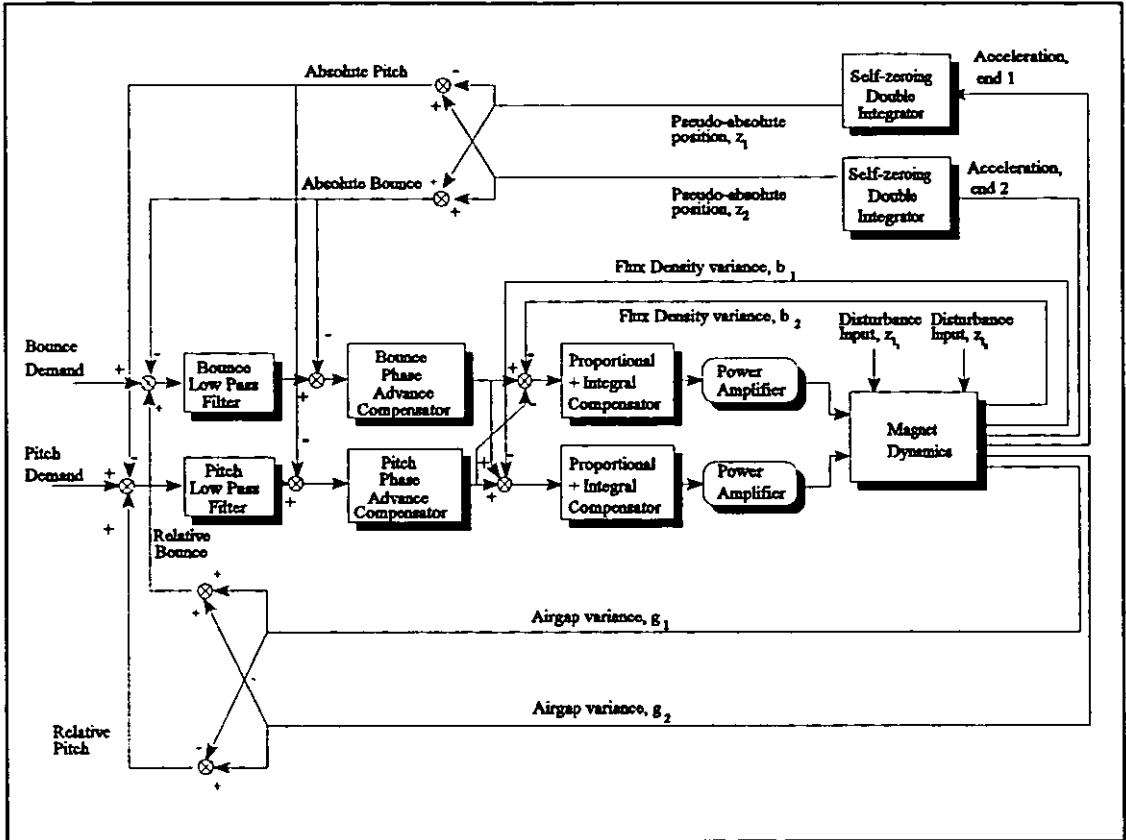 Absolute Pitch
Self-zeroing
Double
Integrator
Acceleration,
end 1
Pseudo-absolute
position, z1
Absolute Bounce
Self-zeroing
Double
Integrator
Acceleration,
end 2
Pseudo-absolute
position, z2
Flux Density variance, b1
Flux Density variance, b2
Disturbance
Input, zt1
Disturbance
Input, zt2
Bounce
Demand
Bounce
Low Pass
Filter
Bounce
Phase
Advance
Compensator
Proportional
+ Integral
Compensator
Power
Amplifier
Magnet
Dynamics
Pitch
Demand
Pitch
Low Pass
Filter
Pitch
Phase
Advance
Compensator
Proportional
+ Integral
Compensator
Power
Amplifier
Relative
Bounce
Airgap variance, g1
Airgap variance, g2
Relative
Pitch